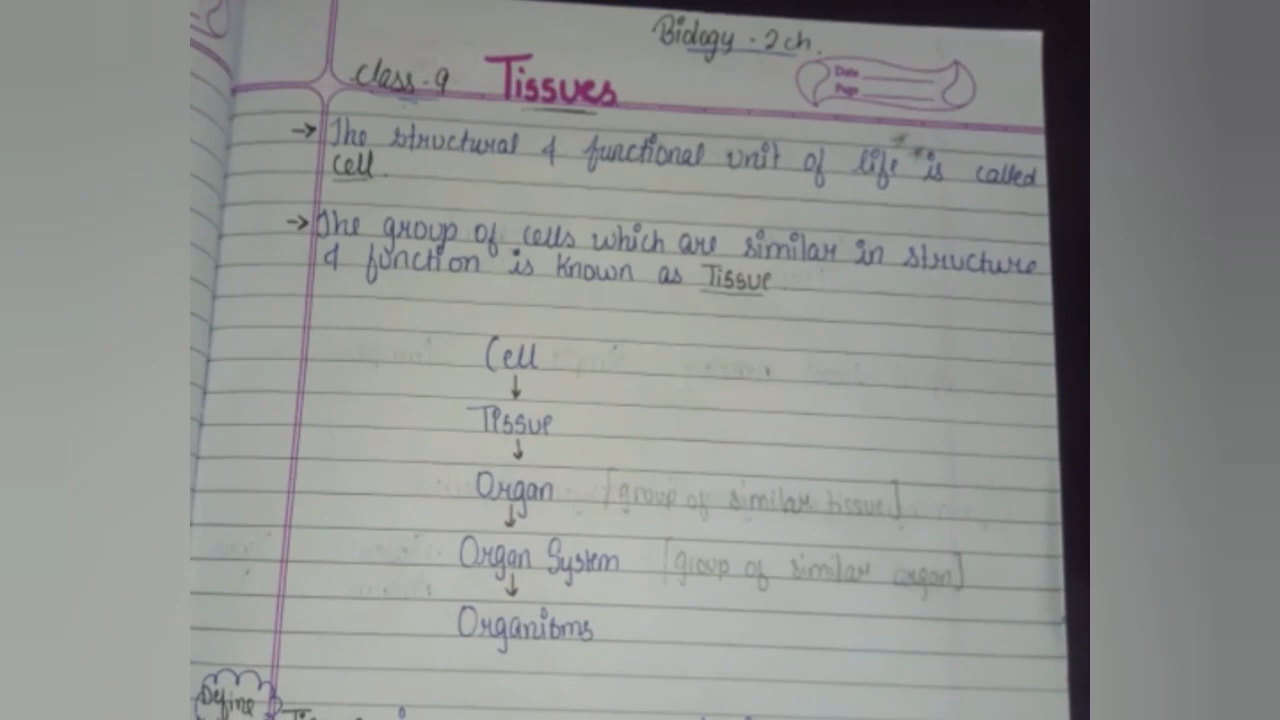 Biology - 2 ch.
Class - 9 Tissues
Date
Page
→ The structural & functional unit of life is called
cell.
→ The group of cells which are similar in structure
& function is known as Tissue
Cell
↓
Tissue
↓
Organ [group of similar tissue]
↓
Organ System [group of similar organ]
↓
Organisms
Define